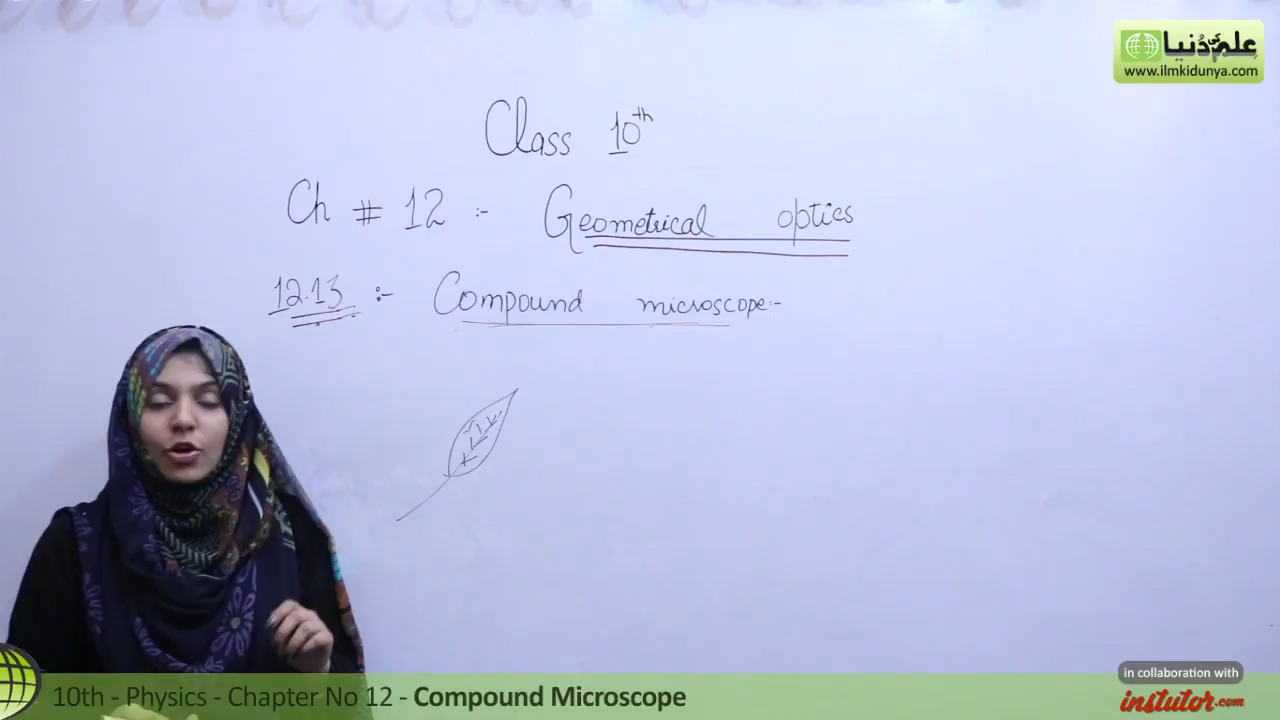 علم کی دُنیا
www.ilmkidunya.com
Class 10th
Ch # 12 :- Geometrical optics
12.13 :- Compound microscope:-
10th - Physics - Chapter No 12 - Compound Microscope
in collaboration with
instutor.com